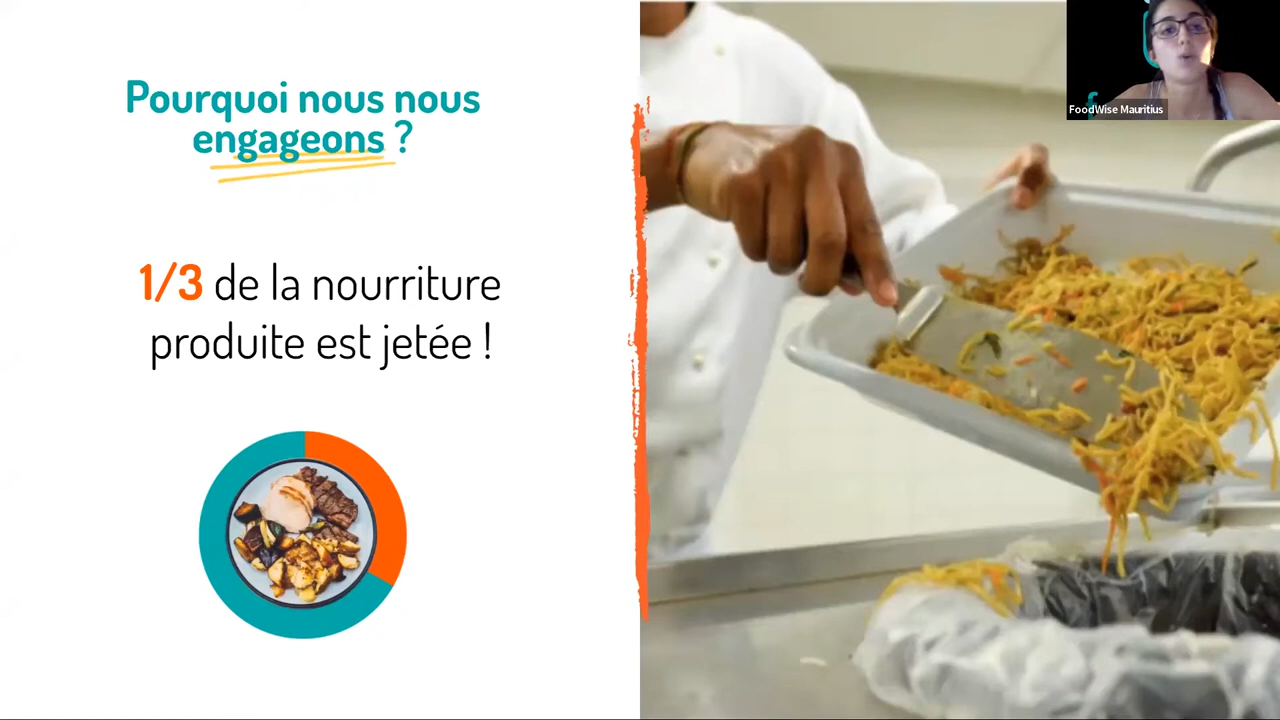 Pourquoi nous nous
engageons ?
1/3 de la nourriture
produite est jetée !
FoodWise Mauritius